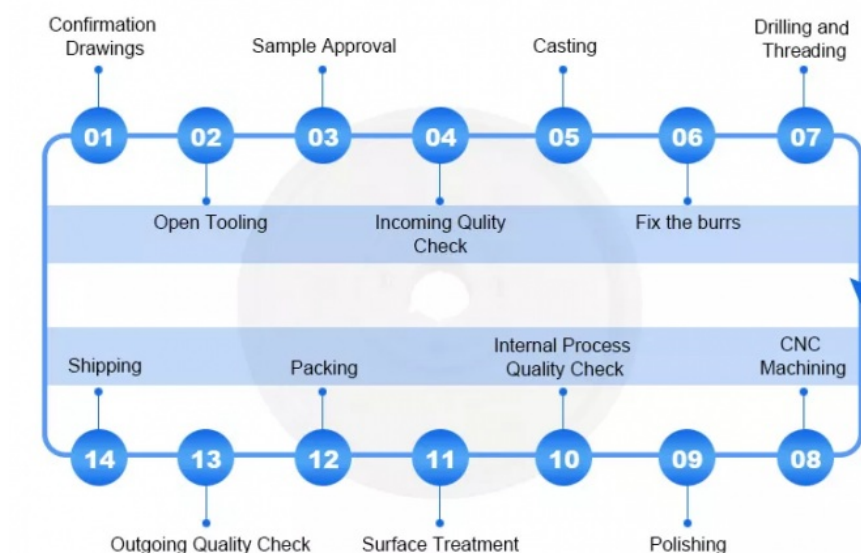 Confirmation
Drawings
Sample Approval
Casting
Drilling and
Threading
01
02
03
04
05
06
07
Open Tooling
Incoming Qulity
Check
Fix the burrs
Shipping
Packing
Internal Process
Quality Check
CNC
Machining
14
13
12
11
10
09
08
Outgoing Quality Check
Surface Treatment
Polishing